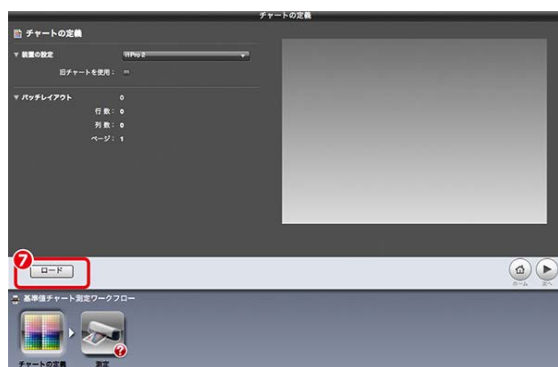 チャートの定義
チャートの定義
▼ 装置の設定 i1Pro 2
旧チャートを使用：
▼ パッチレイアウト 0
行 数： 0
列 数： 0
ページ： 1
7
ロード
ホーム 次へ
基準値チャート測定ワークフロー
?
チャートの定義 測定